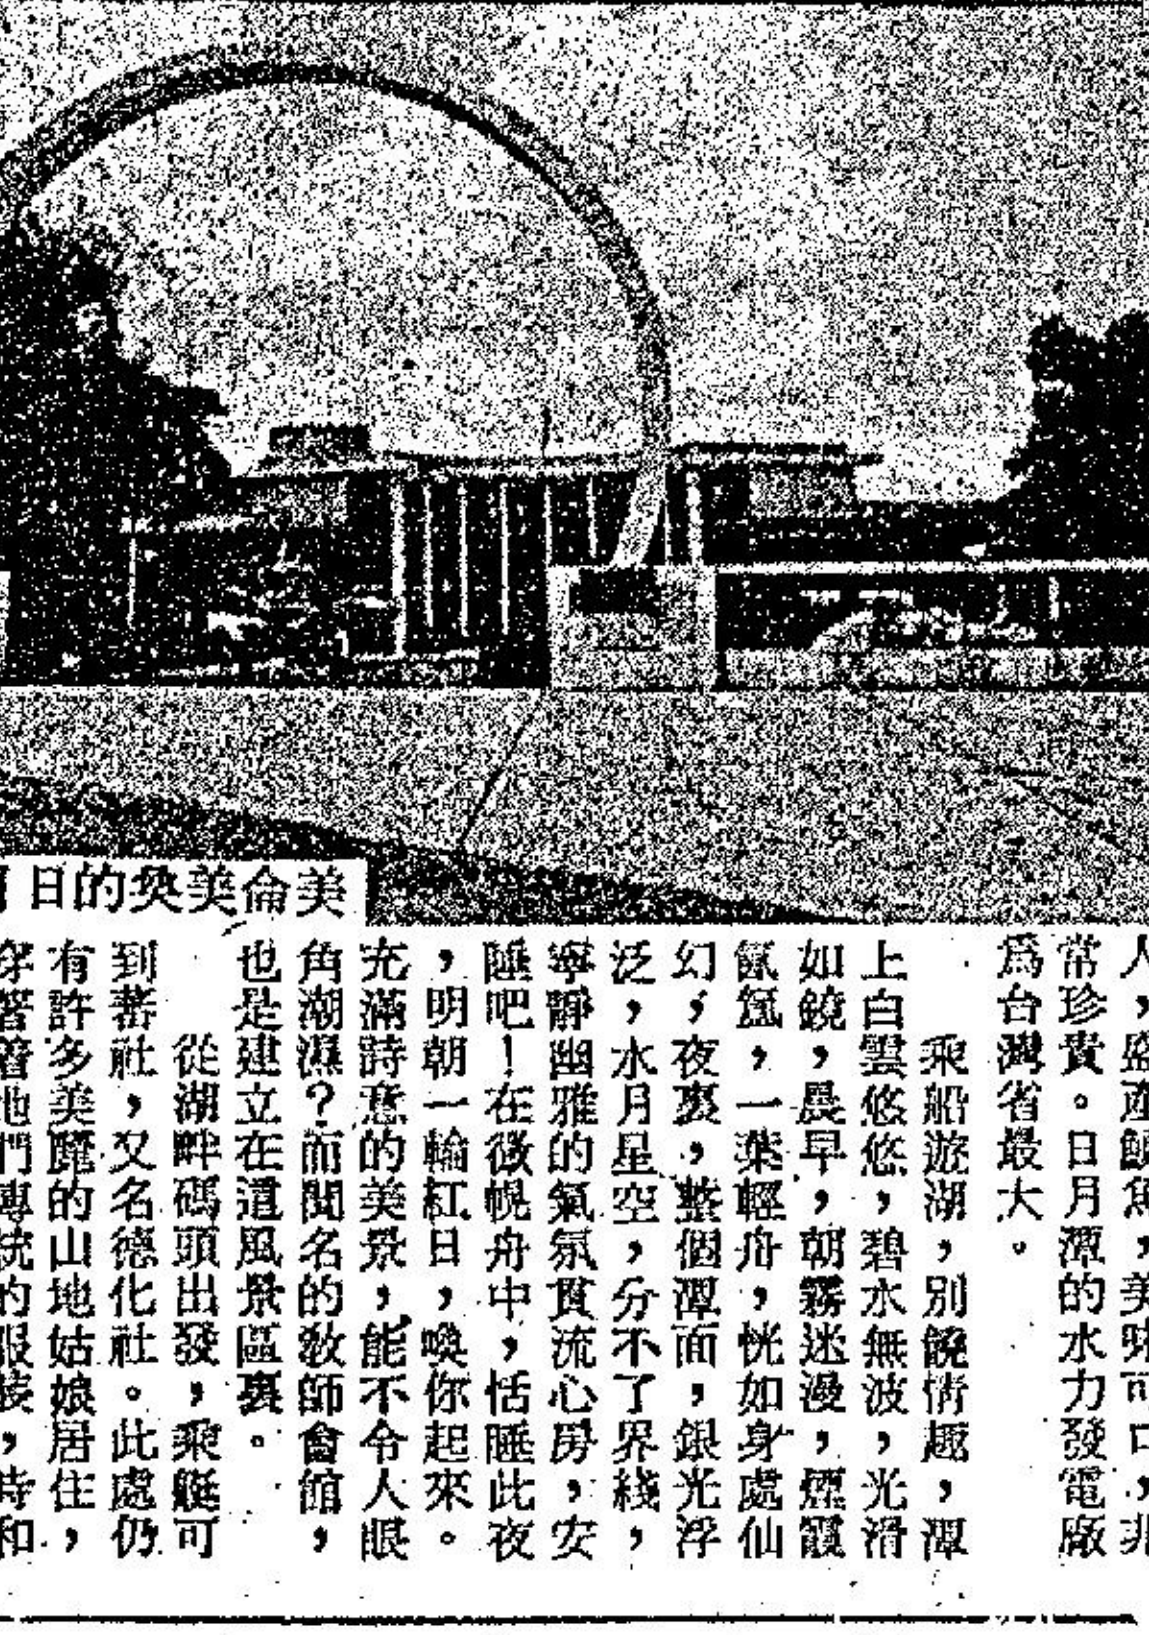 美侖美奐的日
人，盛產鯛魚，美味可口，非
常珍貴。日月潭的水力發電廠
爲台灣省最大。
乘船遊湖，別饒情趣，潭
上白雲悠悠，碧水無波，光滑
如鏡，晨早，朝霧迷漫，煙霞
氤氳，一葉輕舟，恍如身處仙
幻，夜裏，整個潭面，銀光浮
泛，水月星空，分不了界綫，
寧靜幽雅的氣氛貫流心房，安
睡吧！在微幌舟中，恬睡此夜
，明朝一輪紅日，喚你起來。
充滿詩意的美景，能不令人眼
角湖濕？而聞名的教師會館，
也是建立在這風景區裏。
從湖畔碼頭出發，乘艇可
到蕃社，又名德化社。此處仍
有許多美麗的山地姑娘居住，
穿著着她們傳統的服裝，時和